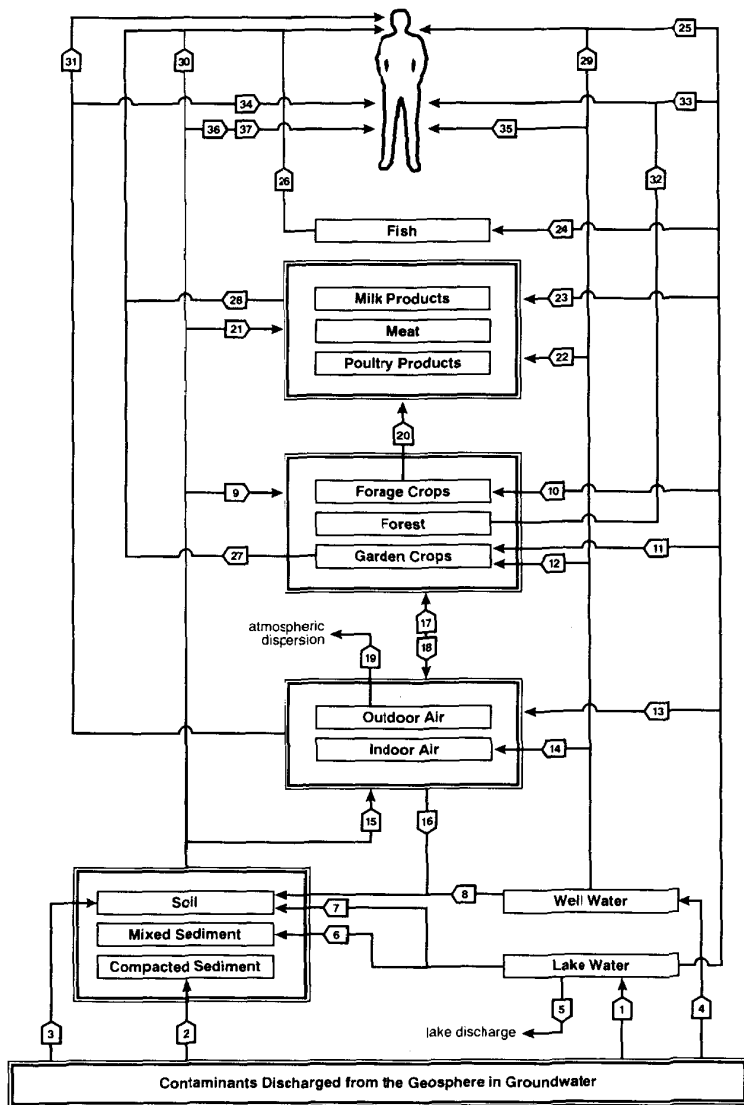 31
30
29
25
34
33
36
37
35
26
32
Fish
24
28
Milk Products
23
21
Meat
22
Poultry Products
20
9
Forage Crops
10
Forest
27
Garden Crops
11
12
atmospheric
dispersion
17
18
19
Outdoor Air
13
Indoor Air
14
15
16
Soil
8
Well Water
7
Mixed Sediment
6
Compacted Sediment
Lake Water
3
2
5
1
4
lake discharge
Contaminants Discharged from the Geosphere in Groundwater